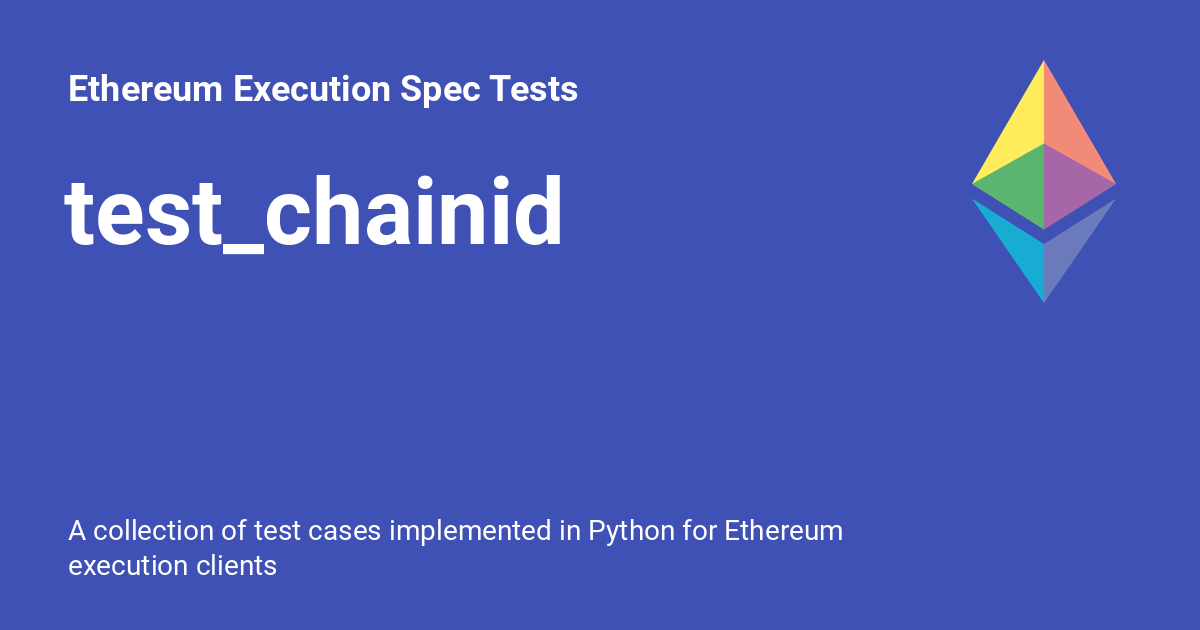 Ethereum Execution Spec Tests
test_chainid
A collection of test cases implemented in Python for Ethereum
execution clients